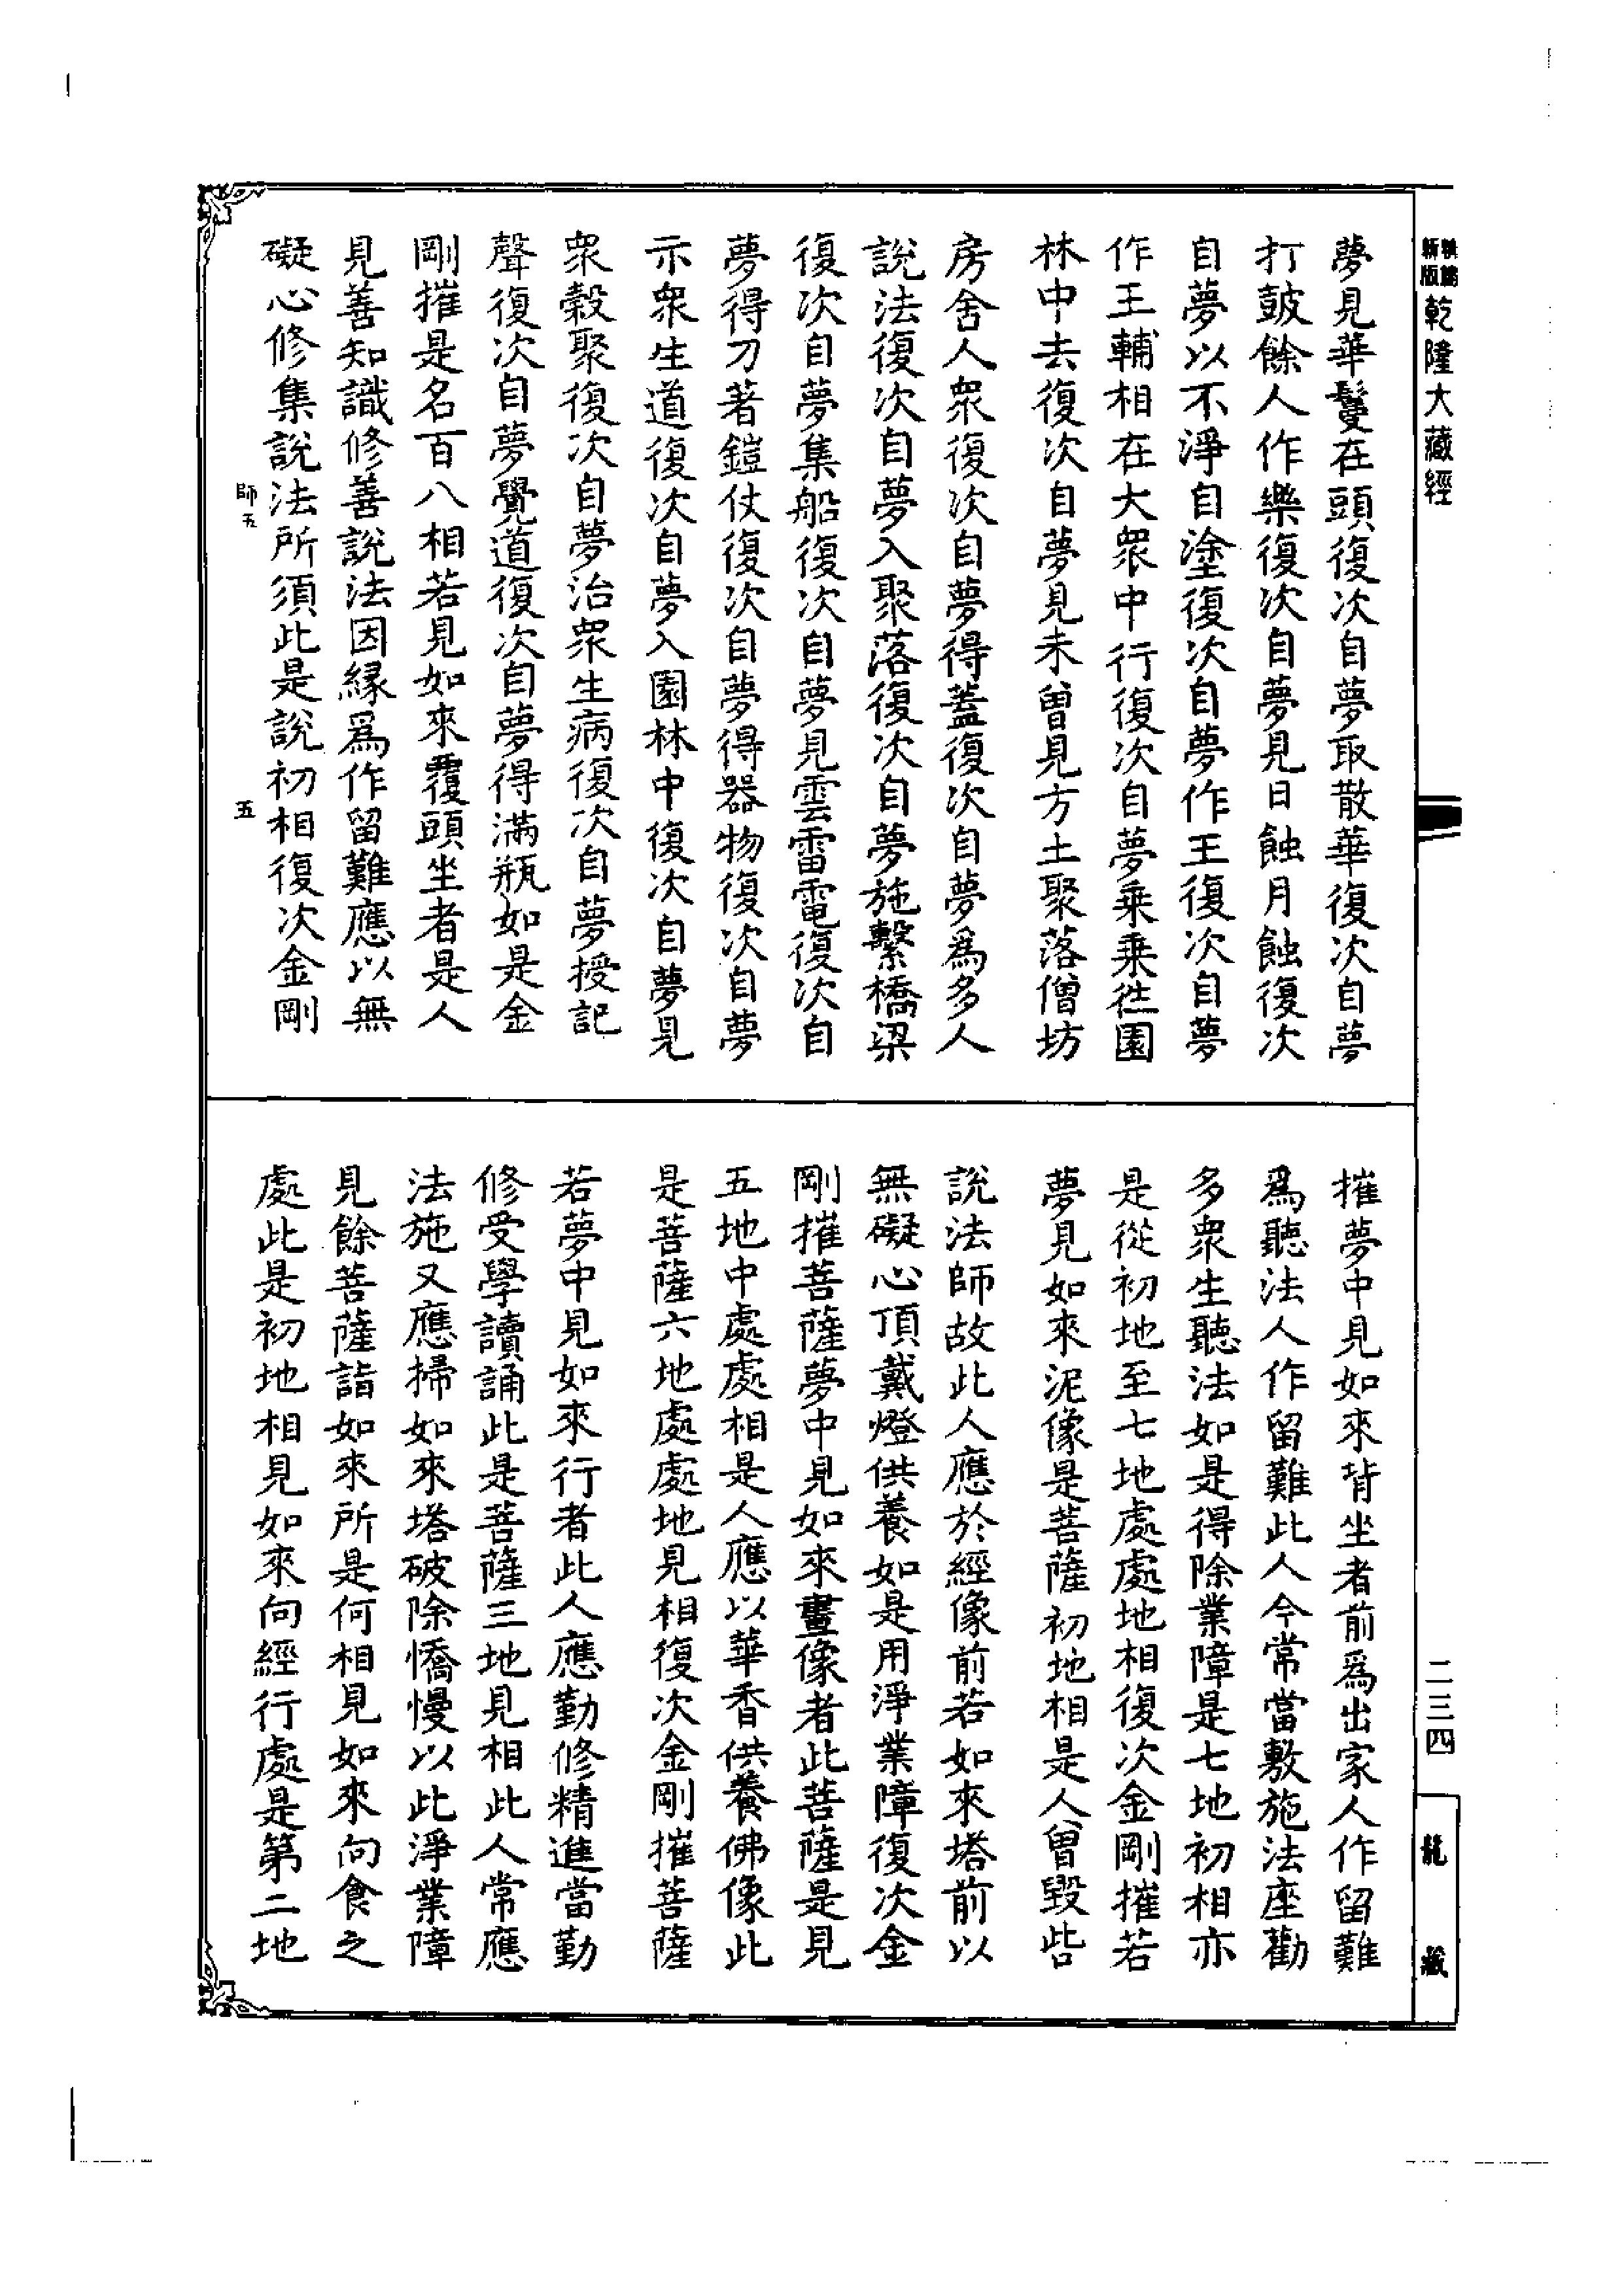 新版
乾隆大藏經
夢見華鬘在頭復次自夢取散華復次自夢
打鼓餘人作樂復次自夢見日蝕月蝕復次
自夢以不淨自塗復次自夢作王復次自夢
作王輔相在大眾中行復次自夢乗乗徃園
林中去復次自夢見未曾見方土聚落僧坊
房舍人眾復次自夢得蓋復次自夢為多人
說法復次自夢入聚落復次自夢施繫橋梁
復次自夢集船復次自夢見雲雷電復次自
夢得刀著鎧仗復次自夢得器物復次自夢
示眾生道復次自夢入園林中復次自夢見
眾穀聚復次自夢治眾生病復次自夢授記
聲復次自夢覺道復次自夢得滿瓶如是金
剛摧是名百八相若見如來覆頭坐者是人
見善知識修善說法因緣為作留難應以無
礙心修集說法所須此是說初相復次金剛
師五
五
摧夢中見如來背坐者前為出家人作留難
為聽法人作留難此人今常當敷施法座勸
多眾生聽法如是得除業障是七地初相亦
是從初地至七地處處地相復次金剛摧若
夢見如來泥像是菩薩初地相是人曾毀呰
說法師故此人應於經像前若如來塔前以
無礙心頂戴燈供養如是用淨業障復次金
剛摧菩薩夢中見如來畫像者此菩薩是見
五地中處處相是人應以華香供養佛像此
是菩薩六地處處地見相復次金剛摧菩薩
若夢中見如來行者此人應勤修精進當勤
修受學讀誦此是菩薩三地見相此人常應
法施又應掃如來塔破除憍慢以此淨業障
見餘菩薩詣如來所是何相見如來向食之
處此是初地相見如來向經行處是第二地
二三四
龍藏